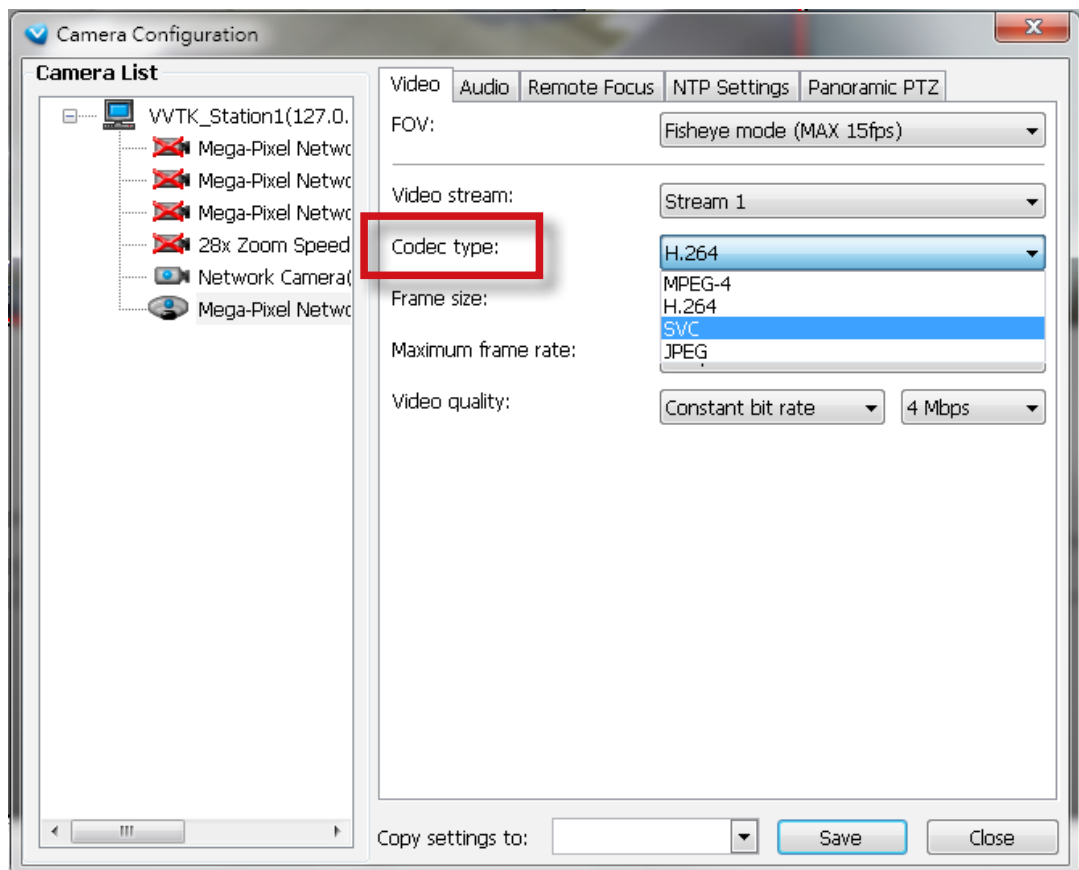 Camera Configuration
Camera List
VVTK_Station1(127.0.
Mega-Pixel Netwo
Mega-Pixel Netwo
Mega-Pixel Netwo
28x Zoom Speed
Network Camera(
Mega-Pixel Netwo
Video Audio Remote Focus NTP Settings Panoramic PTZ
FOV: Fisheye mode (MAX 15fps)
Video stream: Stream 1
Codec type: H.264
MPEG-4
H.264
SVC
JPEG
Frame size:
Maximum frame rate:
Video quality: Constant bit rate 4 Mbps
Copy settings to: Save Close